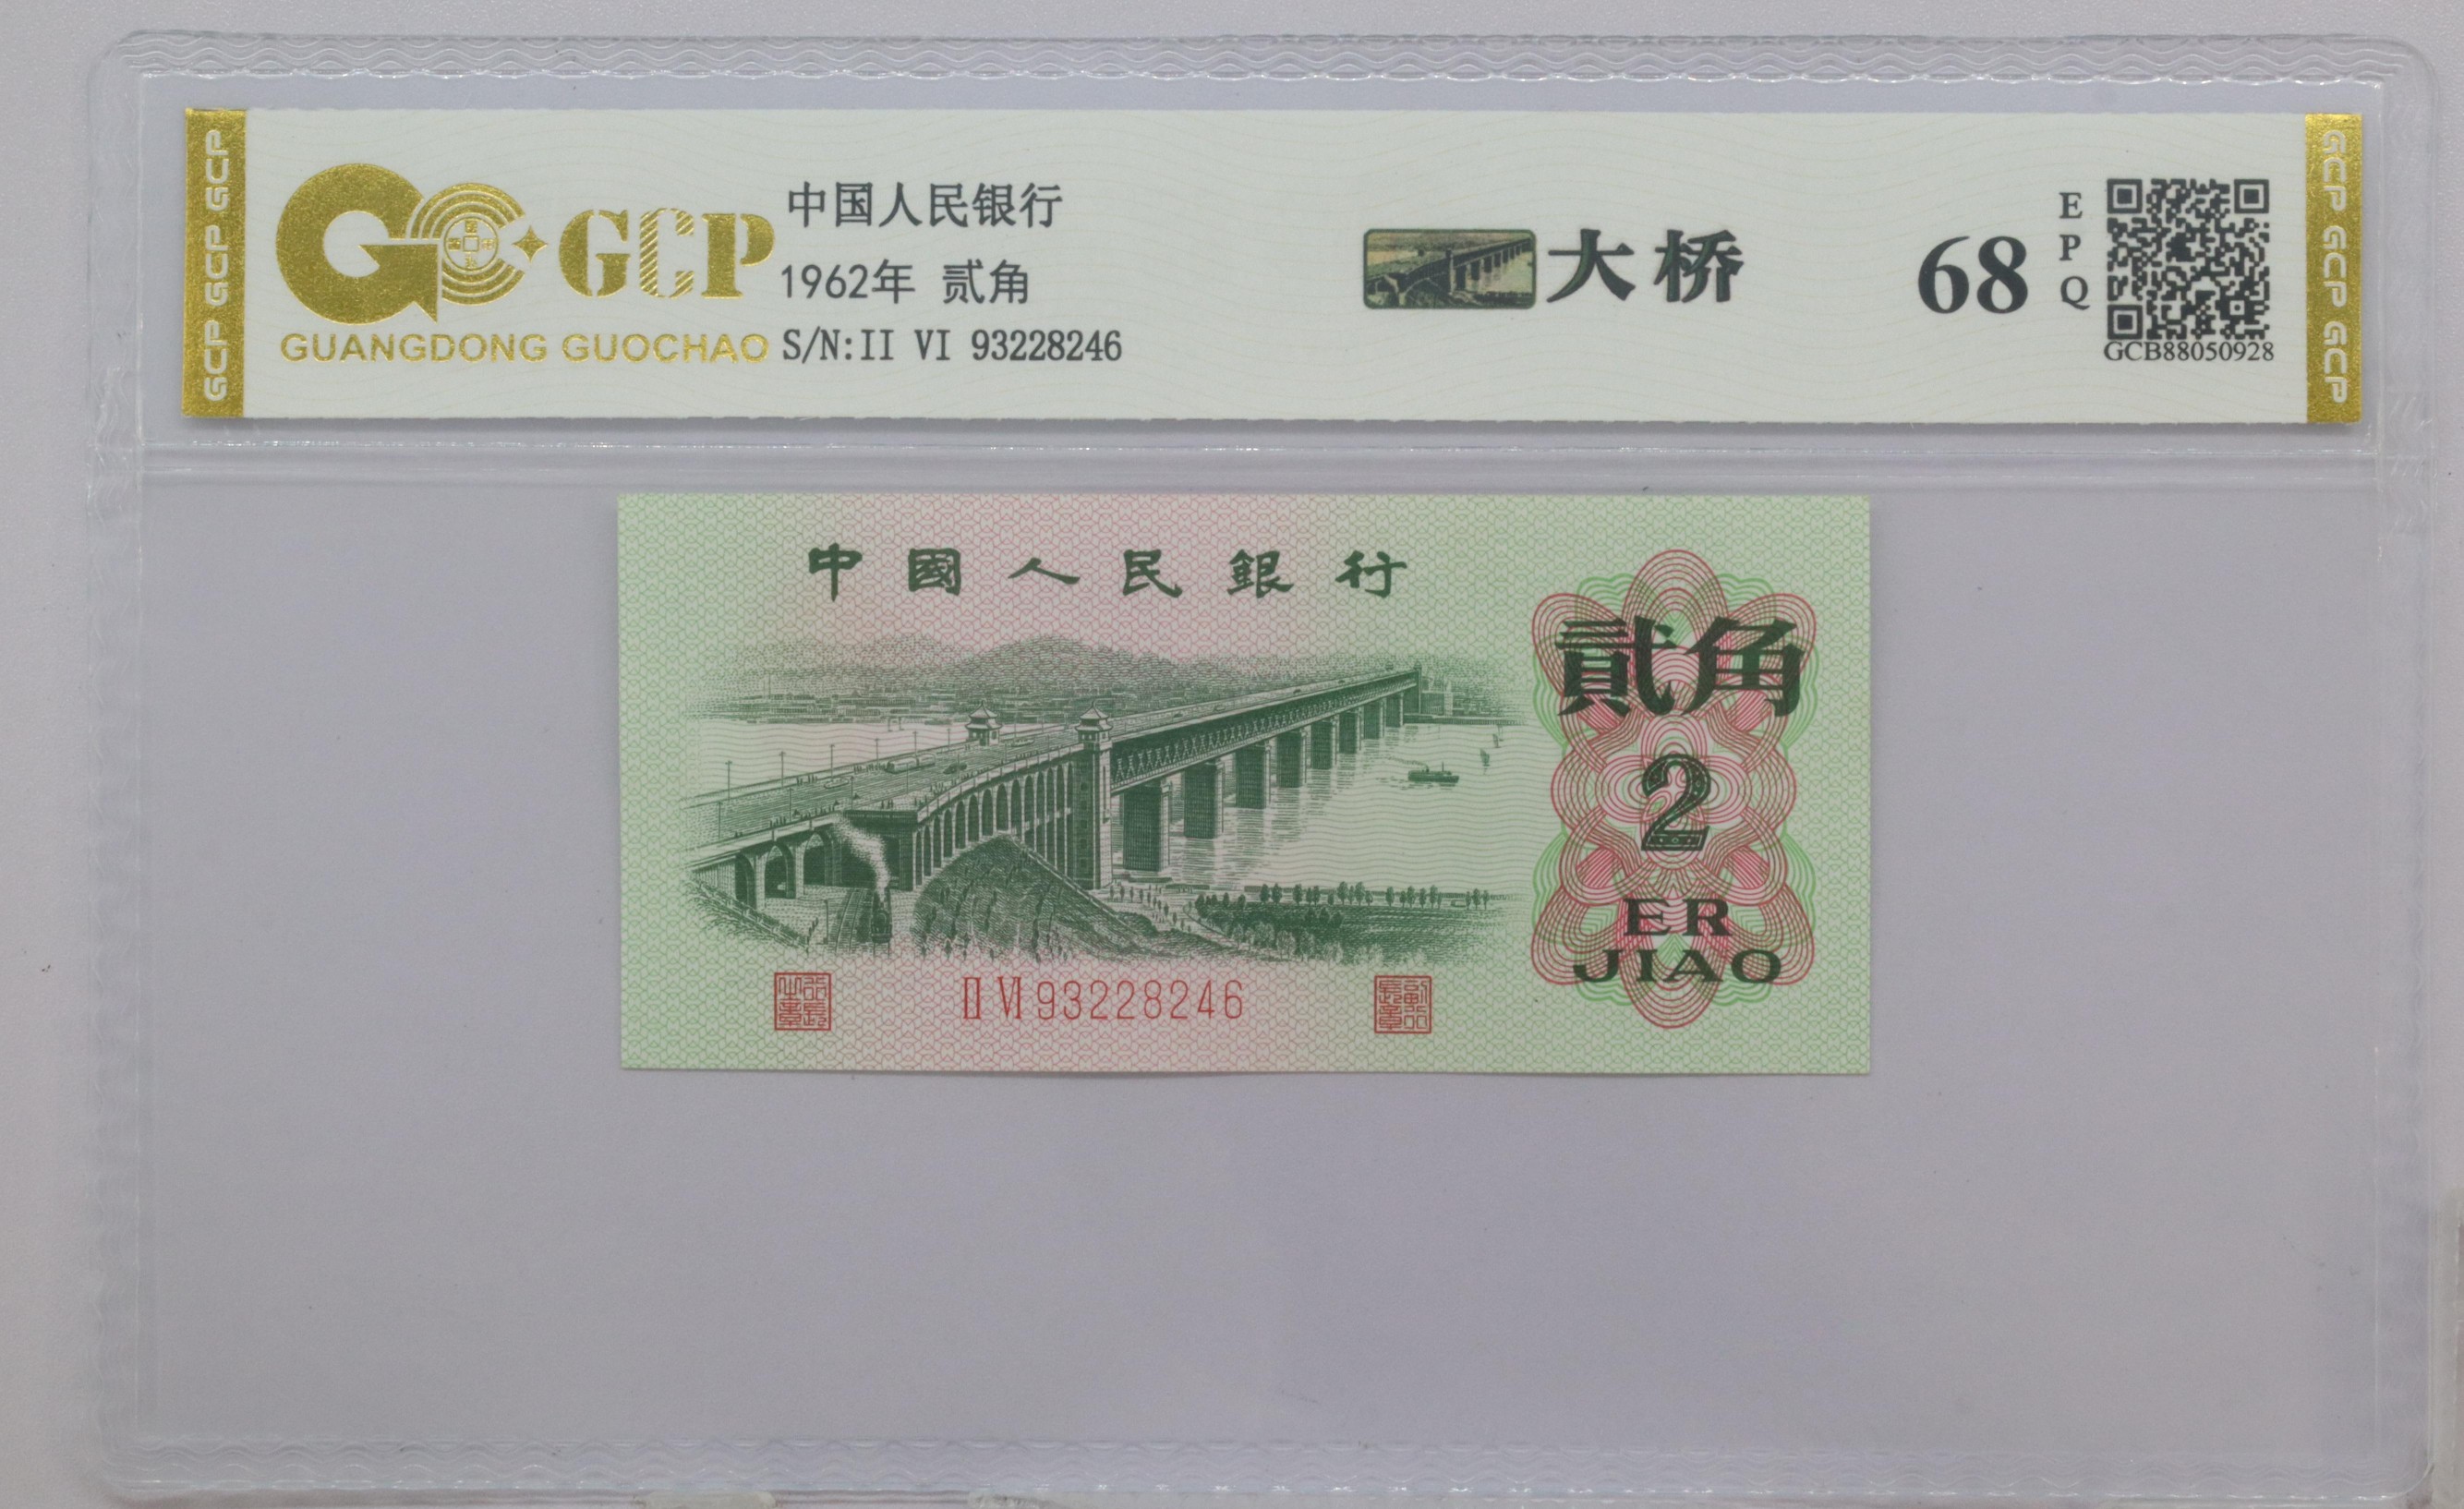 GCP GCP GCP
GCP
GUANGDONG GUOCHAO
中国人民银行
1962年 贰角
S/N:II VI 93228246
大桥
68
EPQ
GCB88050928
GCP GCP GCP
中國人民銀行
貳角
2
ER
JIAO
II VI 93228246